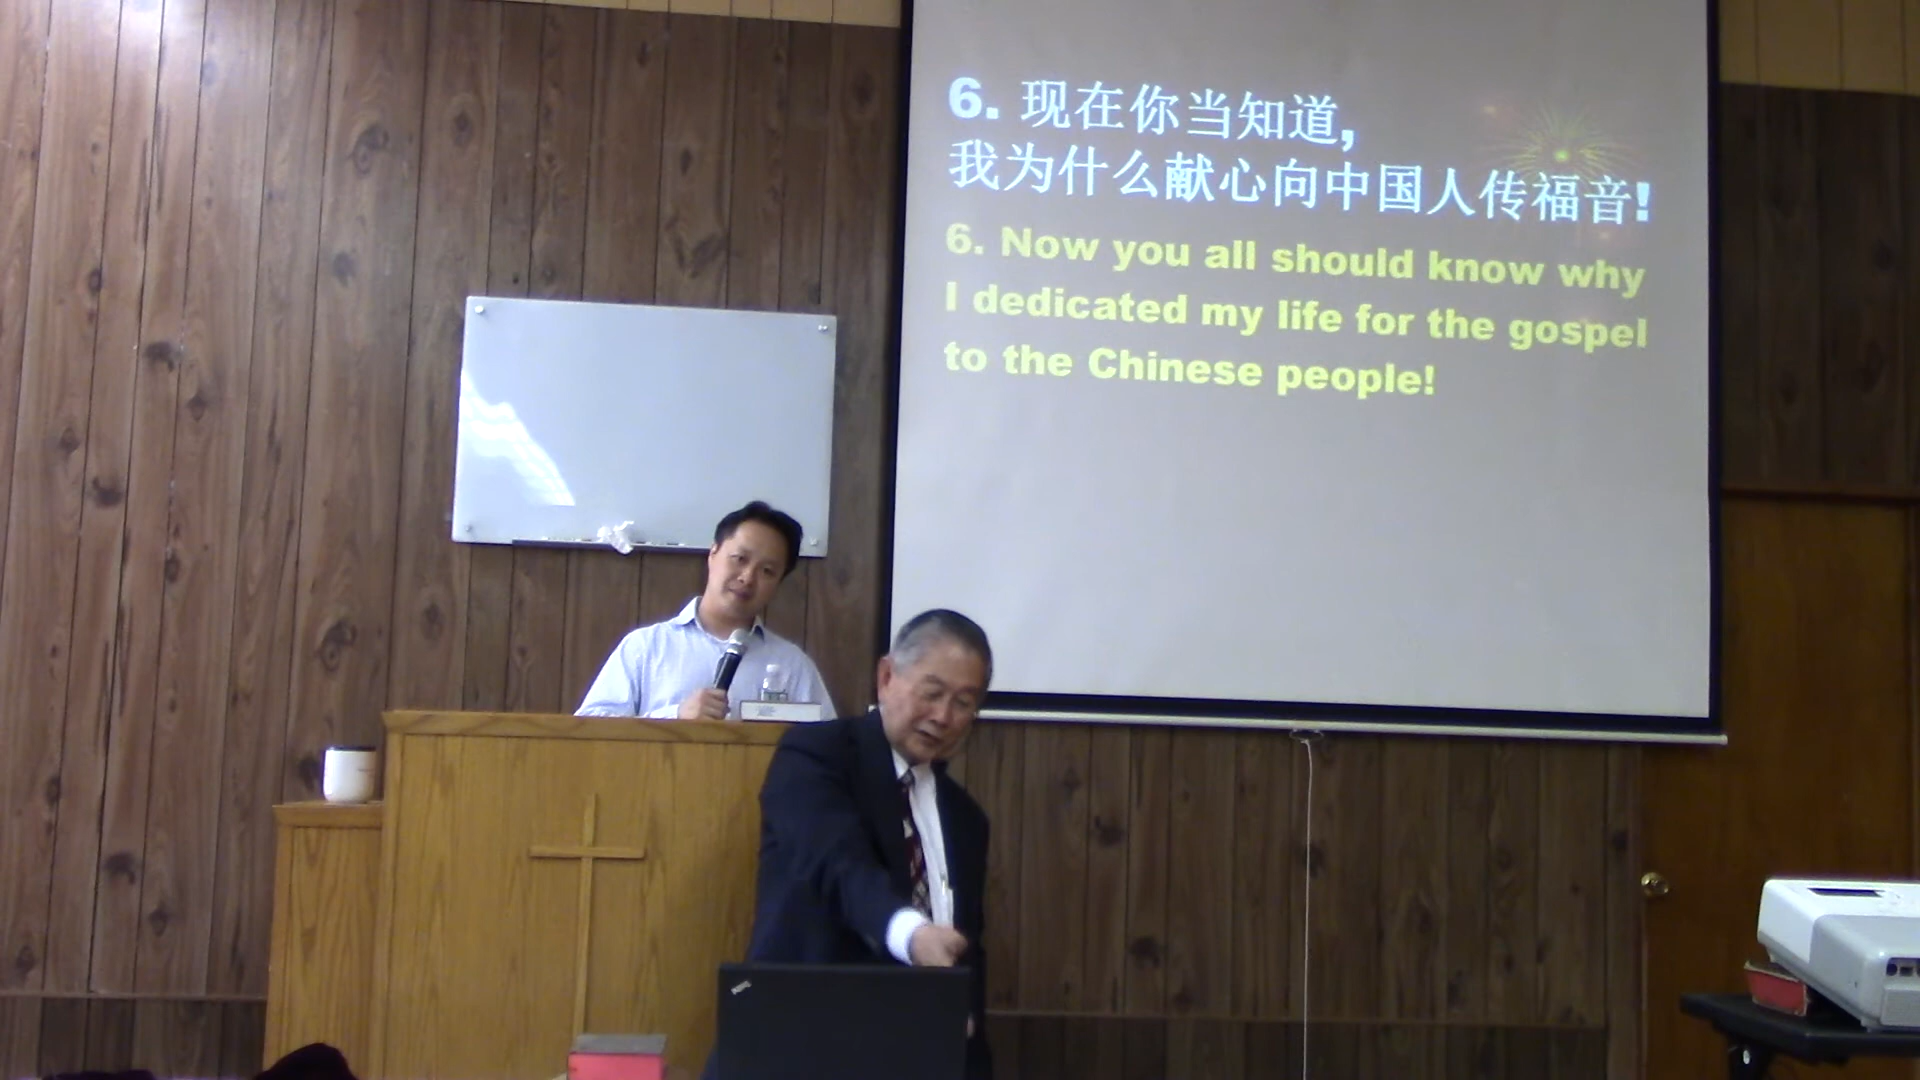 6. 现在你当知道,
我为什么献心向中国人传福音!
6. Now you all should know why
I dedicated my life for the gospel
to the Chinese people!